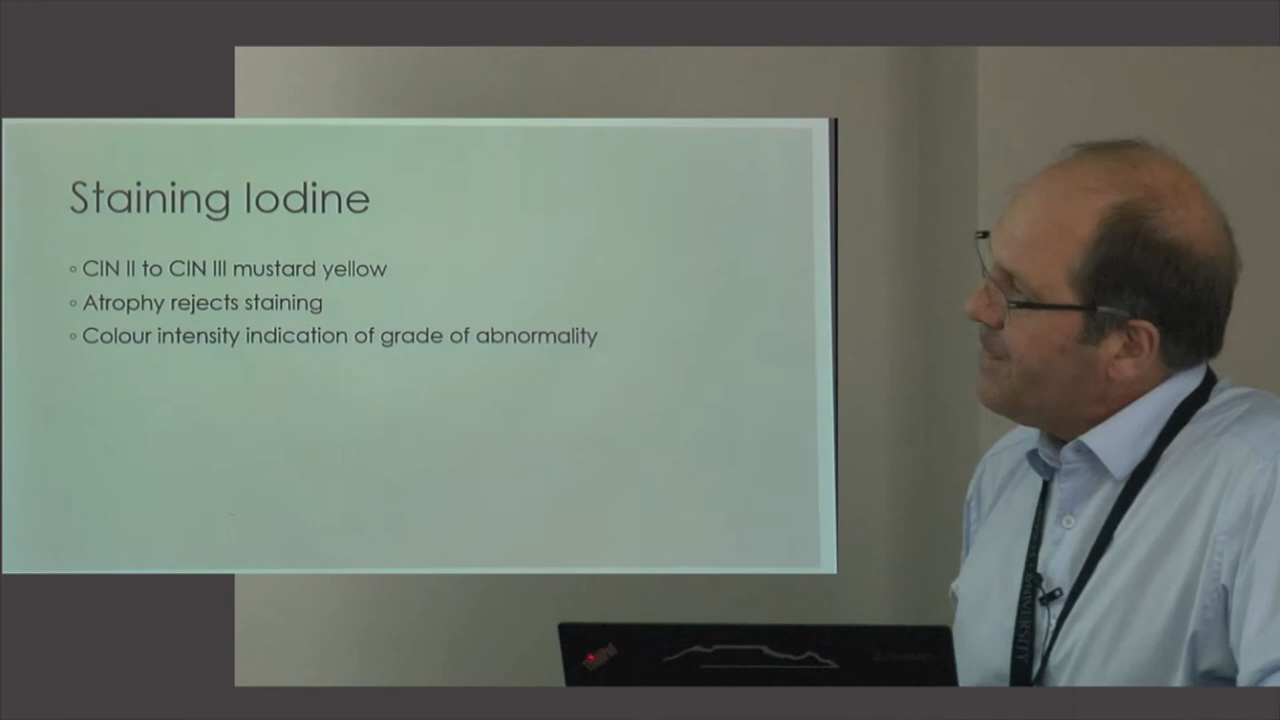 Staining Iodine
◦ CIN II to CIN III mustard yellow
◦ Atrophy rejects staining
◦ Colour intensity indication of grade of abnormality
UNIVERSITY